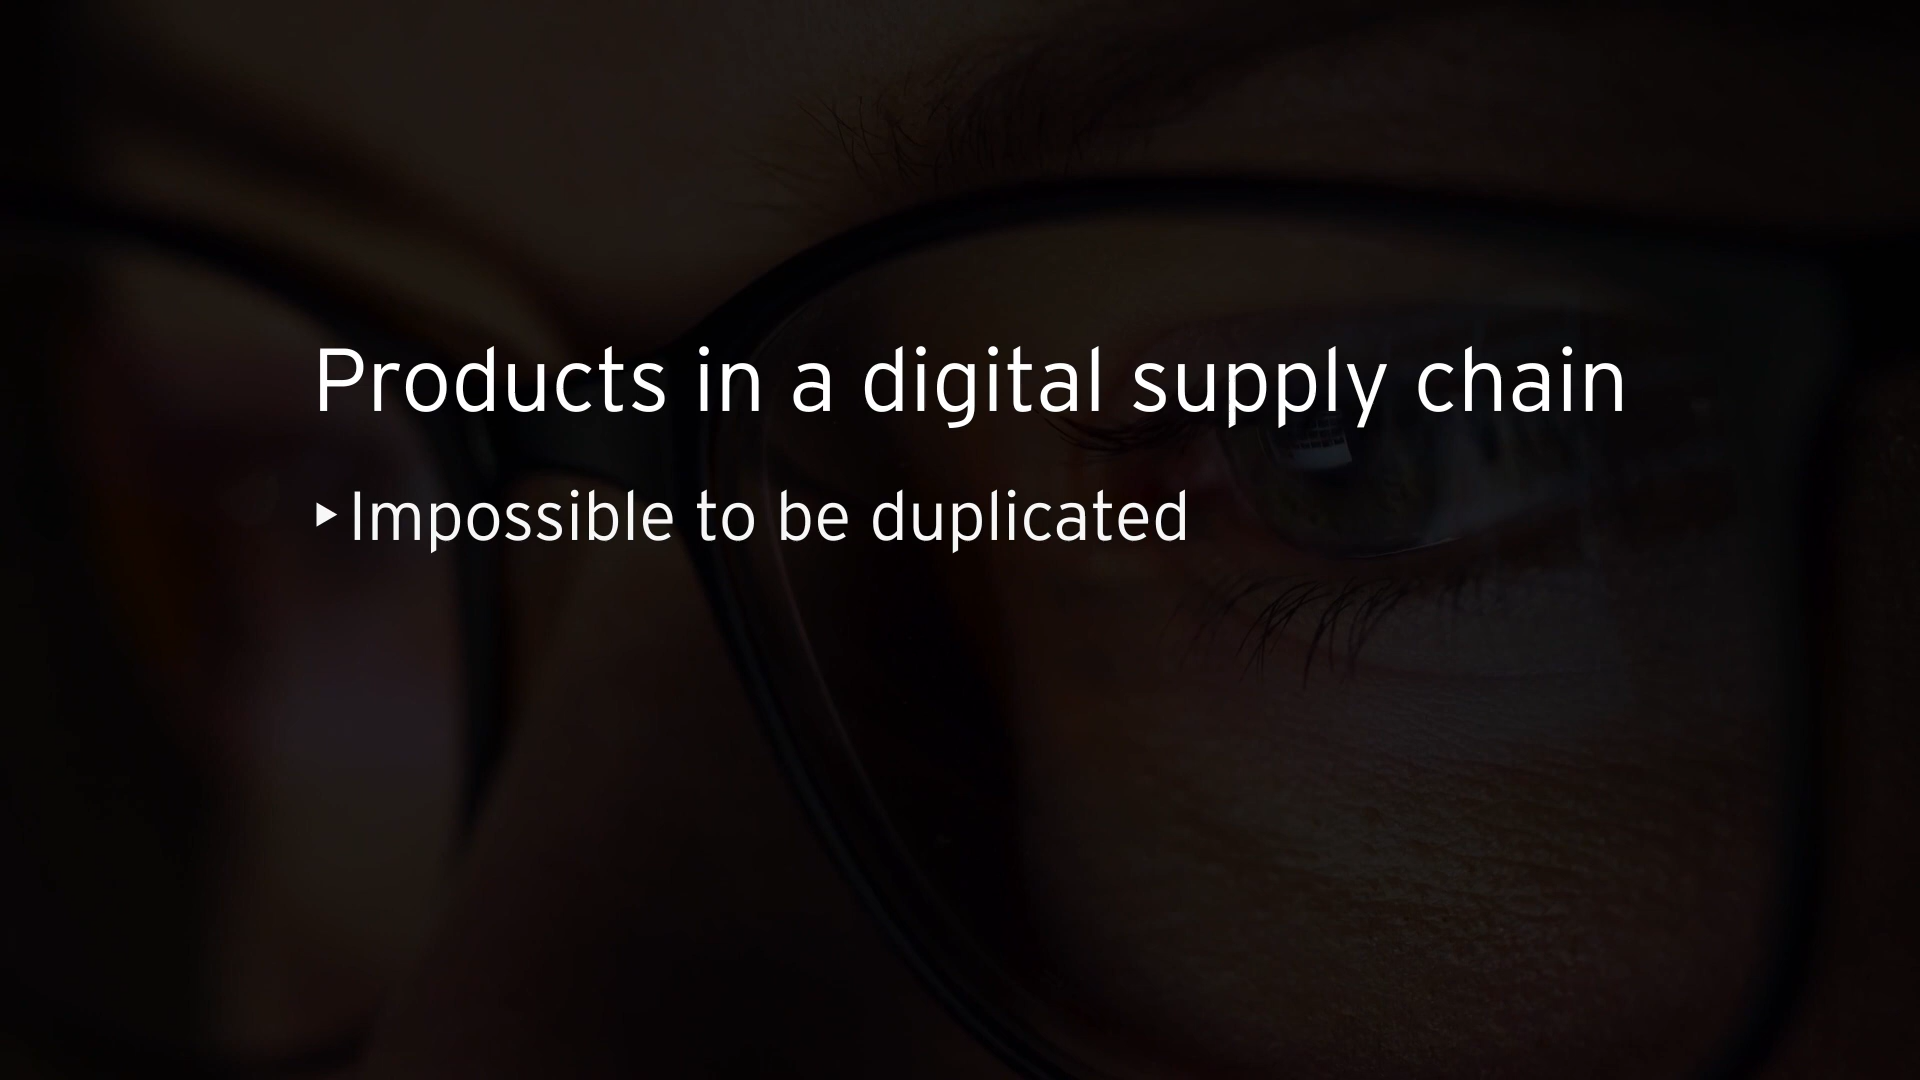 Products in a digital supply chain
▸Impossible to be duplicated